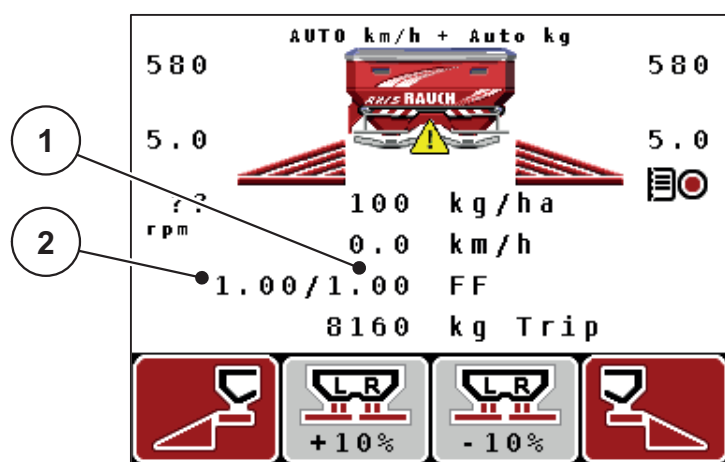 AUTO km/h + Auto kg
580 580
AXIS RAUCH
1
5.0 5.0
?? 100 kg/ha
rpm
2
0.0 km/h
1.00/1.00 FF
8160 kg Trip
L R L R
+10% -10%